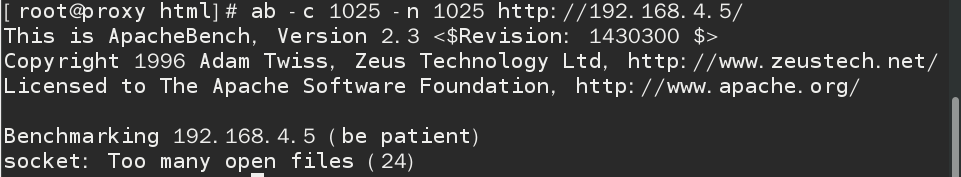 [root@proxy html]# ab -c 1025 -n 1025 http://192.168.4.5/
This is ApacheBench, Version 2.3 <$Revision: 1430300 $>
Copyright 1996 Adam Twiss, Zeus Technology Ltd, http://www.zeustech.net/
Licensed to The Apache Software Foundation, http://www.apache.org/
Benchmarking 192.168.4.5 (be patient)
socket: Too many open files (24)